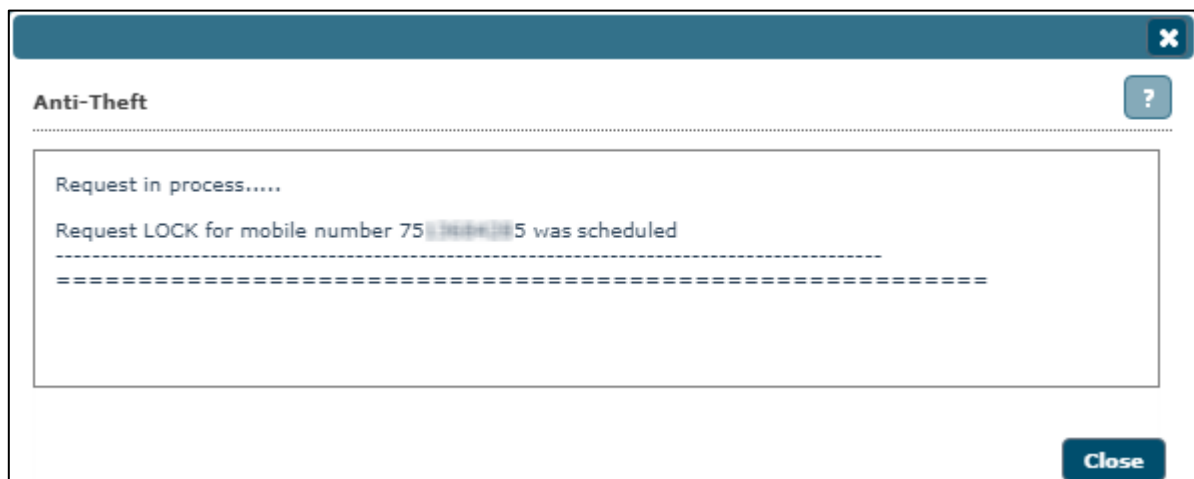 Anti-Theft
?
Request in process.....
Request LOCK for mobile number 75 5 was scheduled
--------------------------------------------------------------------------------------------
=========================================================
Close